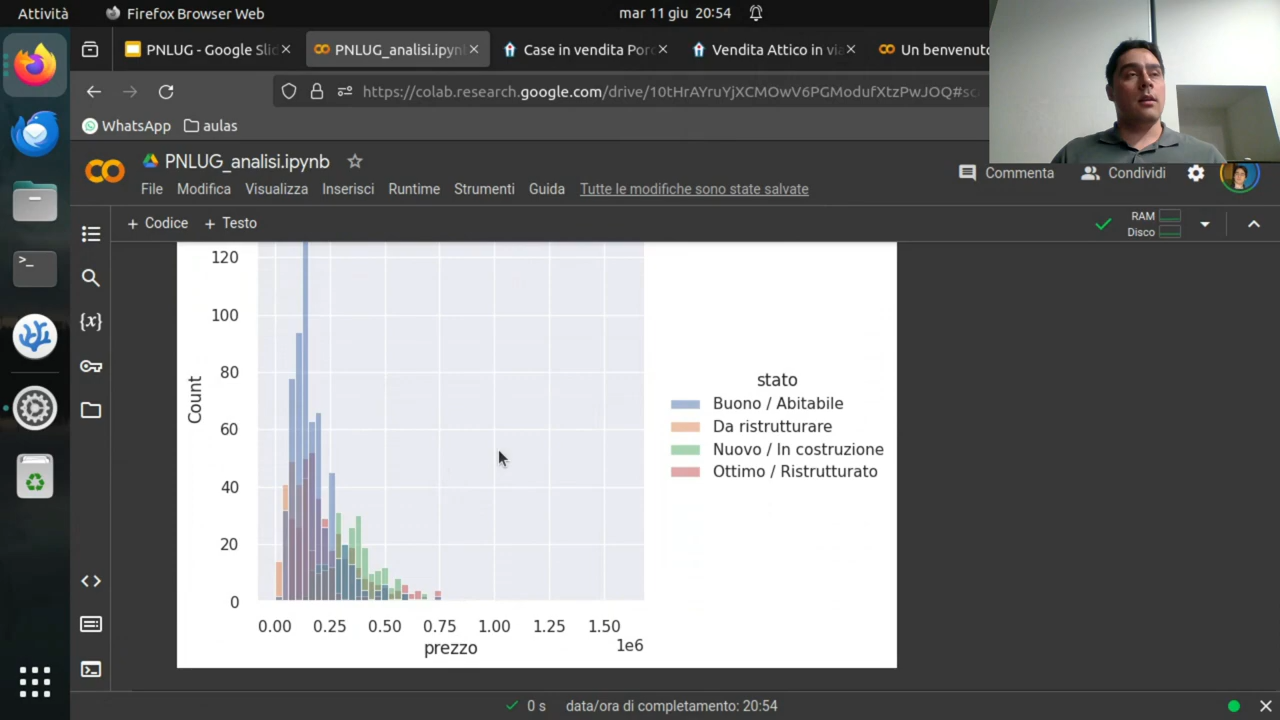 Attività
Firefox Browser Web
mar 11 giu 20:54
PNLUG - Google Slid
PNLUG_analisi.ipynb
Case in vendita Porc
Vendita Attico in via
Un benvenuto
https://colab.research.google.com/drive/10tHrAYruYjXCMOwV6PGModufXtzPwJOQ#sc
WhatsApp
aulas
PNLUG_analisi.ipynb
File Modifica Visualizza Inserisci Runtime Strumenti Guida Tutte le modifiche sono state salvate
Commenta
Condividi
+ Codice + Testo
RAM
Disco
{x}
120
100
80
60
40
20
0
Count
0.00 0.25 0.50 0.75 1.00 1.25 1.50
1e6
prezzo
stato
Buono / Abitabile
Da ristrutturare
Nuovo / In costruzione
Ottimo / Ristrutturato
0 s data/ora di completamento: 20:54